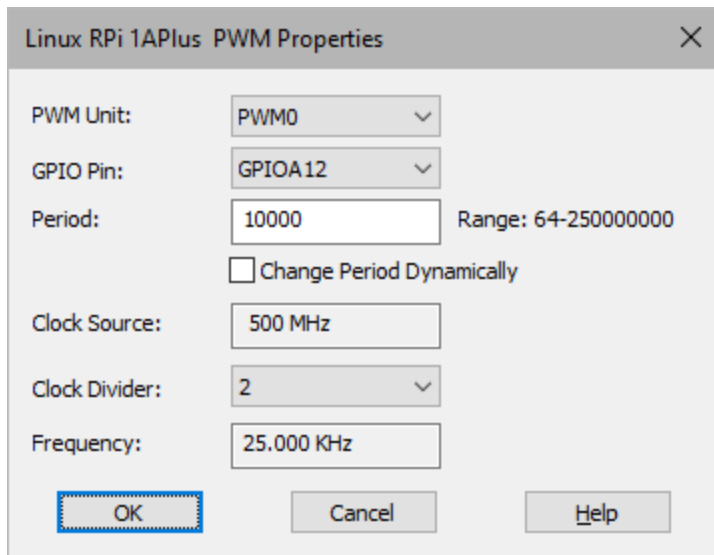 Linux RPi 1APlus  PWM Properties
PWM Unit: PWM0
GPIO Pin: GPIOA12
Period: 10000 Range: 64-250000000
Change Period Dynamically
Clock Source: 500 MHz
Clock Divider: 2
Frequency: 25.000 KHz
OK Cancel Help